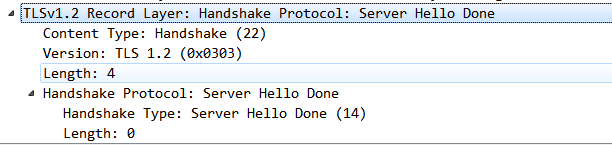 TLSv1.2 Record Layer: Handshake Protocol: Server Hello Done
Content Type: Handshake (22)
Version: TLS 1.2 (0x0303)
Length: 4
Handshake Protocol: Server Hello Done
Handshake Type: Server Hello Done (14)
Length: 0